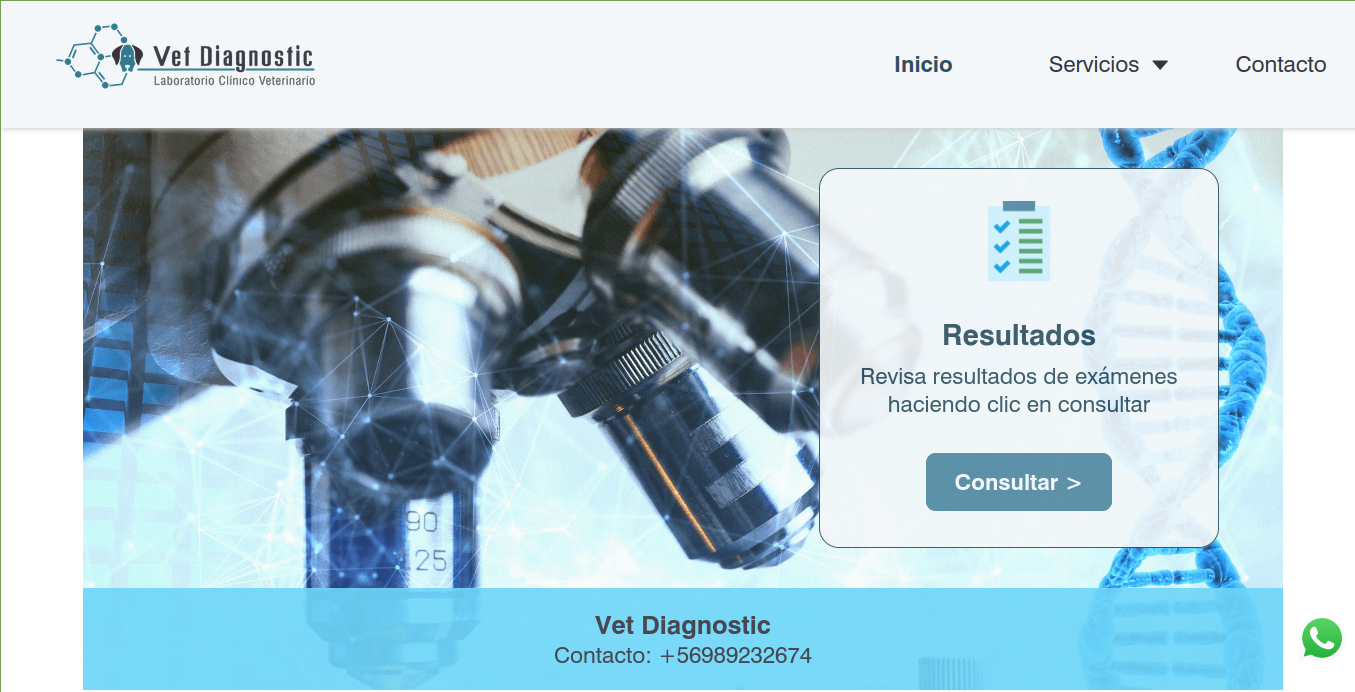 Vet Diagnostic
Laboratorio Clínico Veterinario
Inicio
Servicios
Contacto
90
.25
Resultados
Revisa resultados de exámenes
haciendo clic en consultar
Consultar >
Vet Diagnostic
Contacto: +56989232674